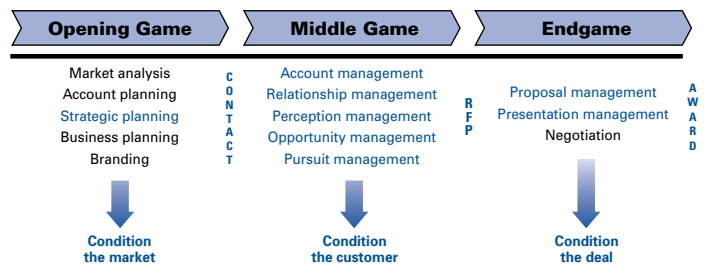 Opening Game
Middle Game
Endgame
Market analysis
Account planning
Strategic planning
Business planning
Branding
CONTACT
Account management
Relationship management
Perception management
Opportunity management
Pursuit management
RFP
Proposal management
Presentation management
Negotiation
AWARD
Condition
the market
Condition
the customer
Condition
the deal